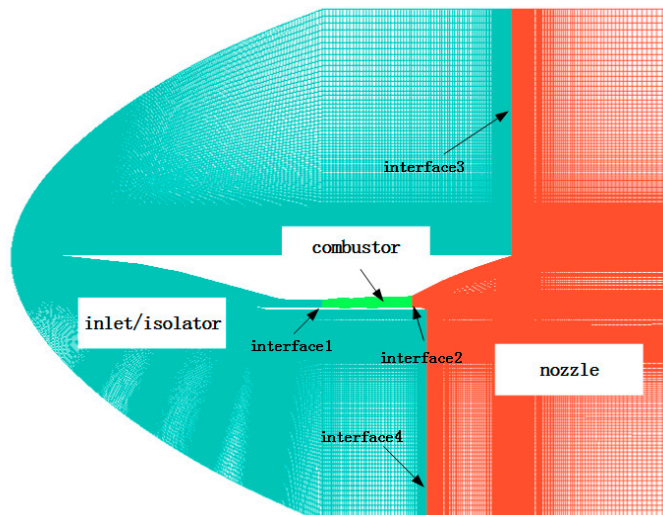 interface3
combustor
inlet/isolator
interface1
interface2
nozzle
interface4